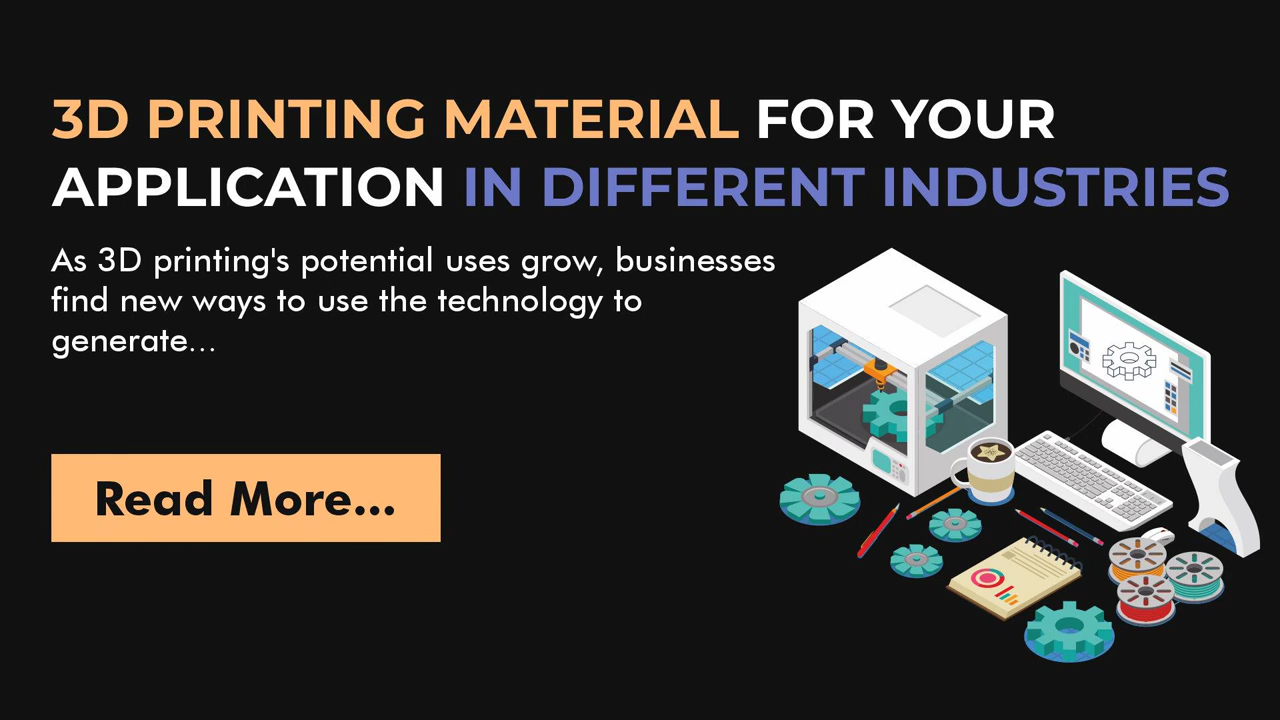 3D PRINTING MATERIAL FOR YOUR
APPLICATION IN DIFFERENT INDUSTRIES
As 3D printing's potential uses grow, businesses
find new ways to use the technology to
generate...
Read More...